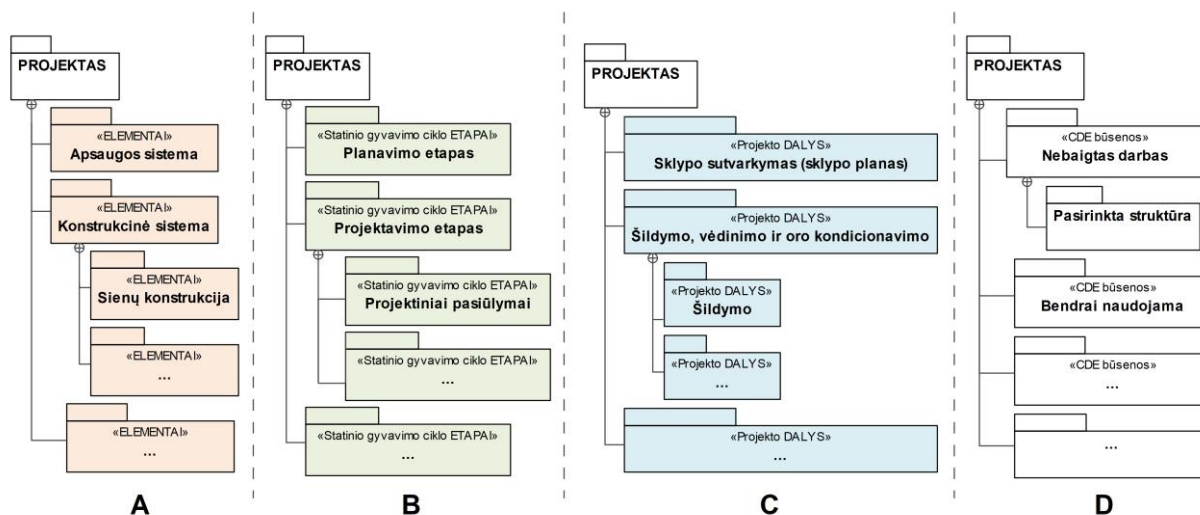 PROJEKTAS
«ELEMENTAI»
Apsaugos sistema
«ELEMENTAI»
Konstrukcinė sistema
«ELEMENTAI»
Sienų konstrukcija
«ELEMENTAI»
...
«ELEMENTAI»
...
A
PROJEKTAS
«Statinio gyvavimo ciklo ETAPAI»
Planavimo etapas
«Statinio gyvavimo ciklo ETAPAI»
Projektavimo etapas
«Statinio gyvavimo ciklo ETAPAI»
Projektiniai pasiūlymai
«Statinio gyvavimo ciklo ETAPAI»
...
«Statinio gyvavimo ciklo ETAPAI»
...
B
PROJEKTAS
«Projekto DALYS»
Sklypo sutvarkymas (sklypo planas)
«Projekto DALYS»
Šildymo, vėdinimo ir oro kondicionavimo
«Projekto DALYS»
Šildymo
«Projekto DALYS»
...
«Projekto DALYS»
...
C
PROJEKTAS
«CDE būsenos»
Nebaigtas darbas
Pasirinkta struktūra
«CDE būsenos»
Bendrai naudojama
«CDE būsenos»
...
...
D